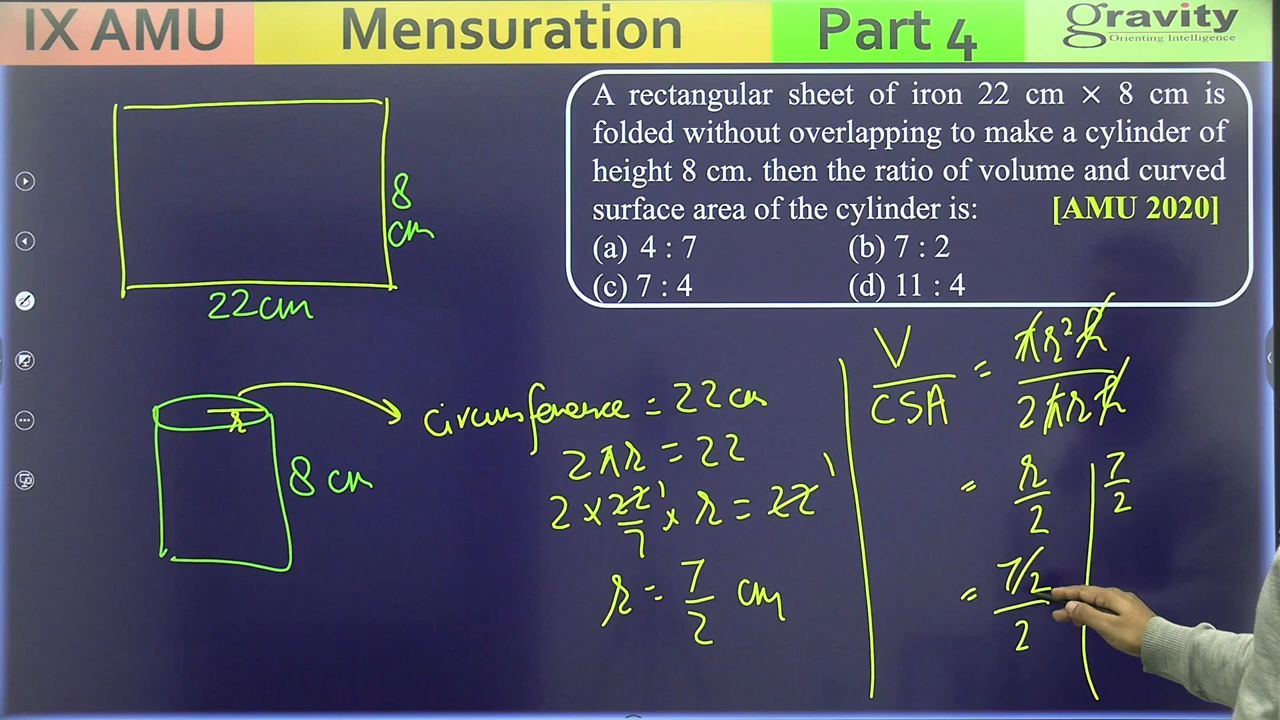 IX AMU
Mensuration
Part 4
gravity
Orienting Intelligence
A rectangular sheet of iron 22 cm × 8 cm is
folded without overlapping to make a cylinder of
height 8 cm. then the ratio of volume and curved
surface area of the cylinder is: [AMU 2020]
(a) 4 : 7 (b) 7 : 2
(c) 7 : 4 (d) 11 : 4
8
cm
22cm
r
8 cm
circumference = 22cm
2πr = 22
2 × 22/7 × r = 22
1 1
r = 7/2 cm
V/CSA = πr²h/2πrh
= r/2
7/2
= 7/2/2